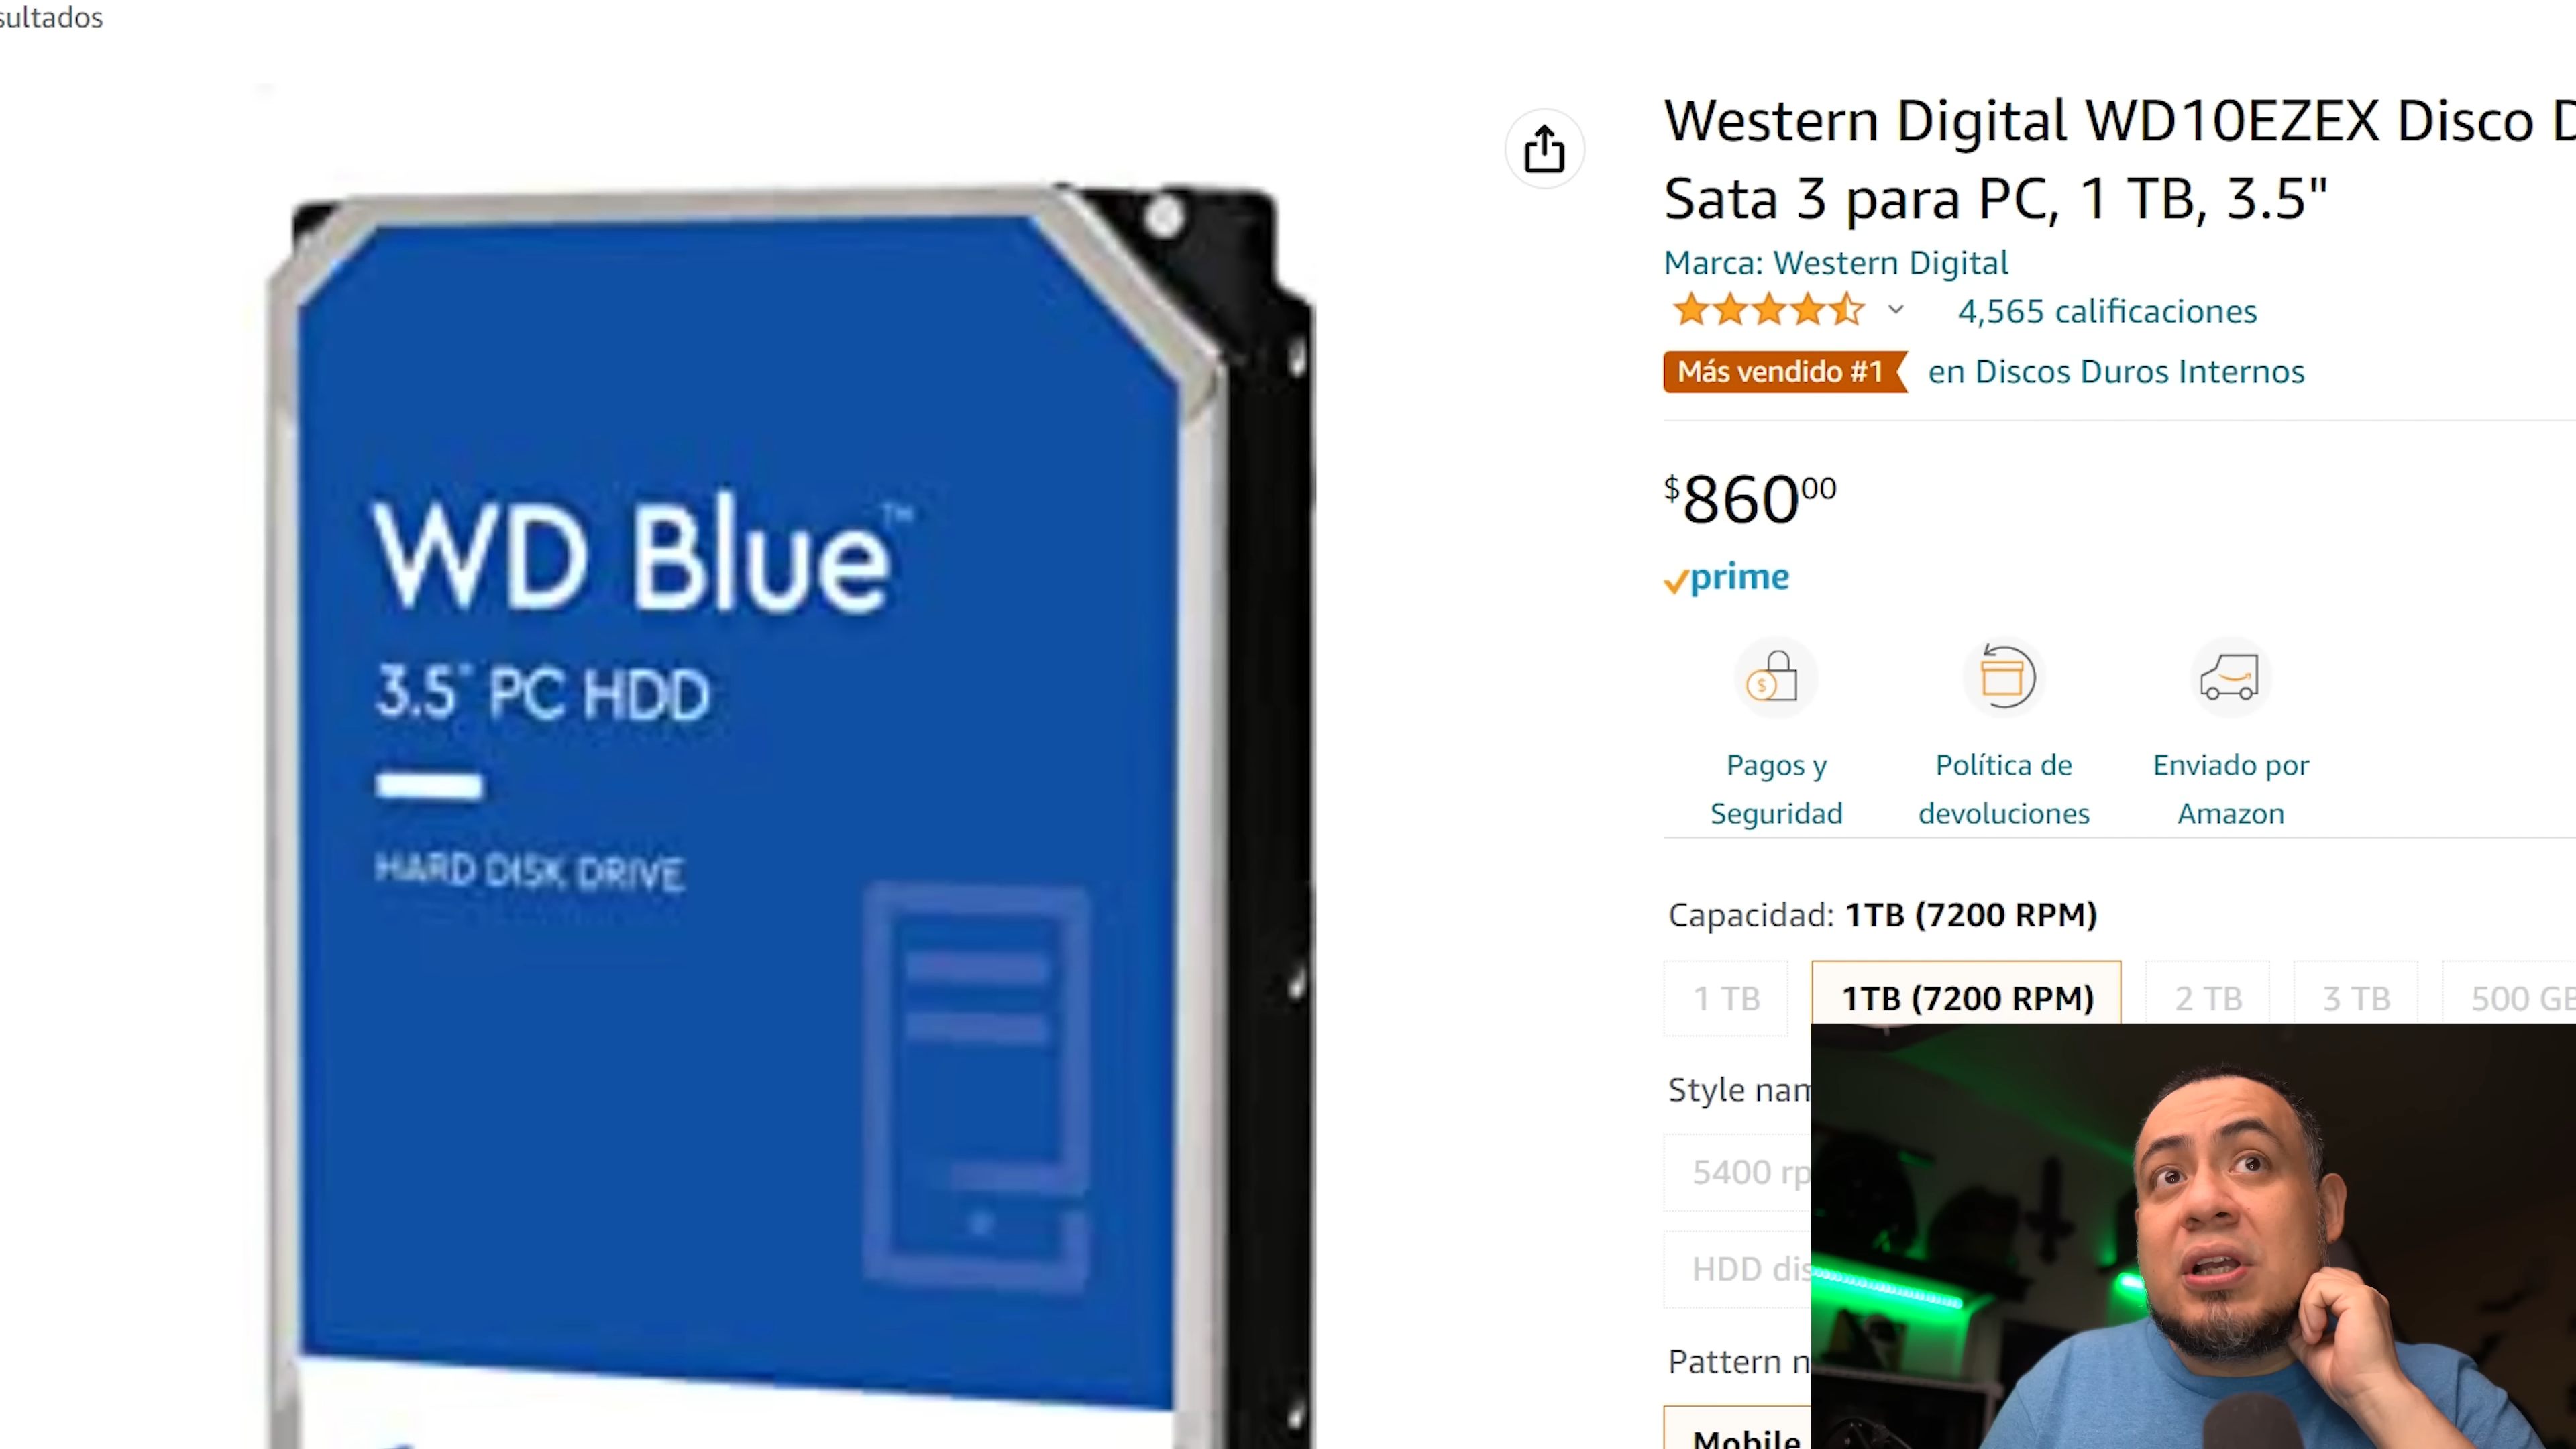 sultados
WD Blue™
3.5" PC HDD
HARD DISK DRIVE
Western Digital WD10EZEX Disco D
Sata 3 para PC, 1 TB, 3.5"
Marca: Western Digital
4,565 calificaciones
Más vendido #1 en Discos Duros Internos
$860⁰⁰
prime
Pagos y
Seguridad
Política de
devoluciones
Enviado por
Amazon
Capacidad: 1TB (7200 RPM)
1 TB 1TB (7200 RPM) 2 TB 3 TB 500 GB
Style nam
5400 rp
HDD dis
Pattern n
Mobile